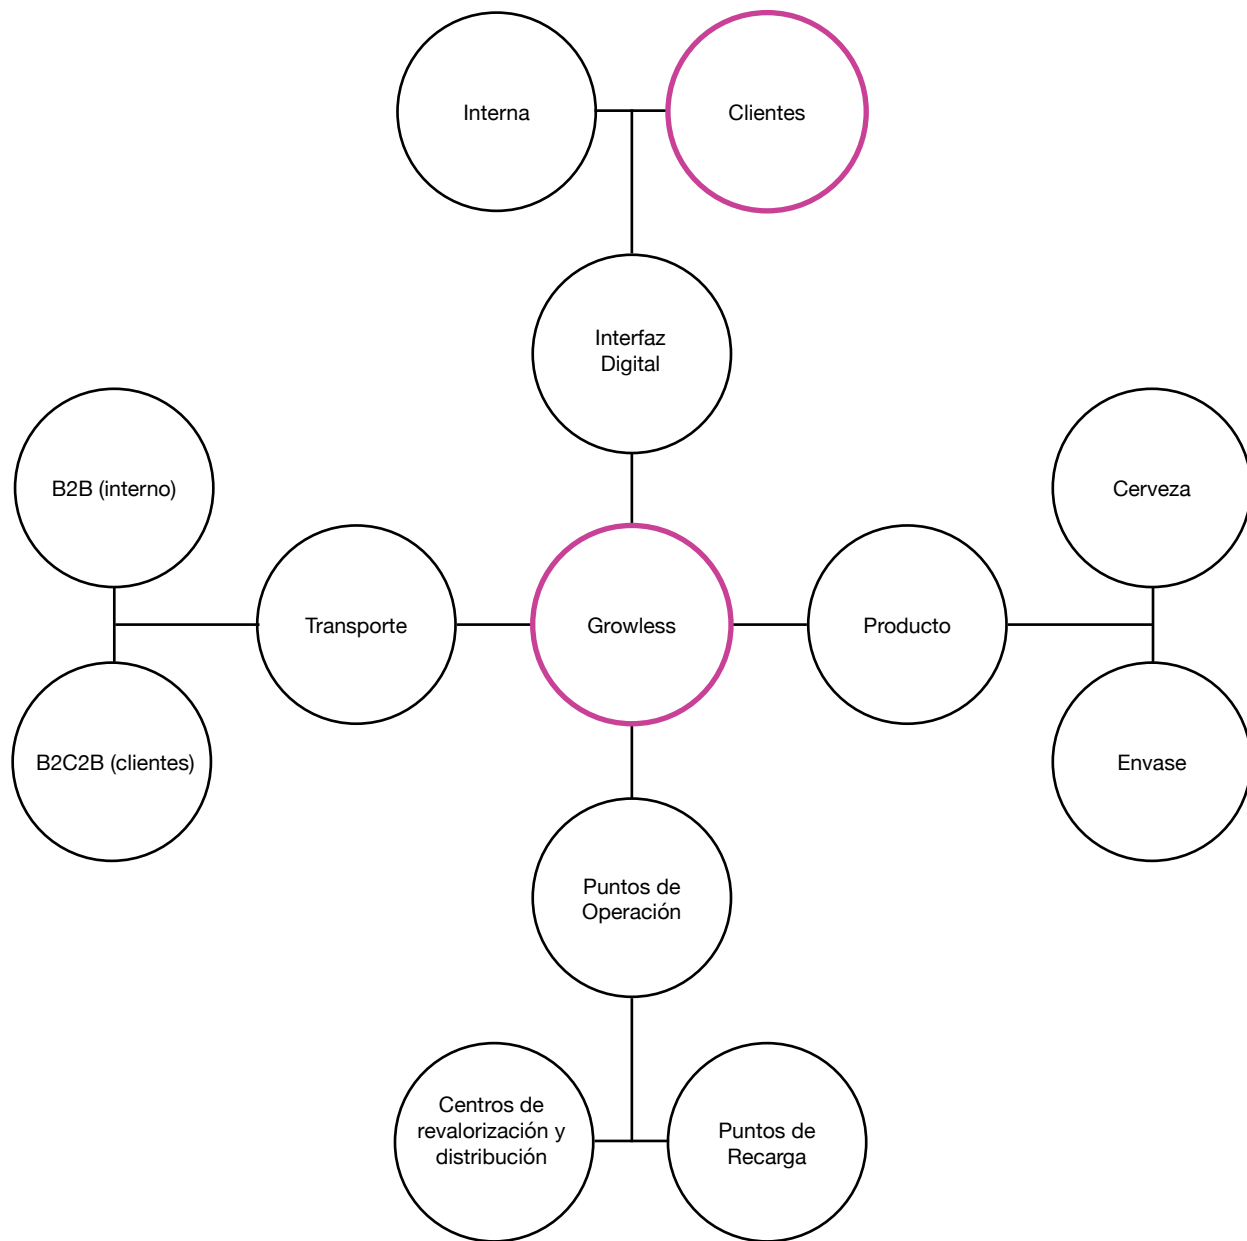 Interna
Clientes
Interfaz
Digital
B2B (interno)
Cerveza
Transporte
Growless
Producto
B2C2B (clientes)
Envase
Puntos de
Operación
Centros de
revalorización y
distribución
Puntos de
Recarga